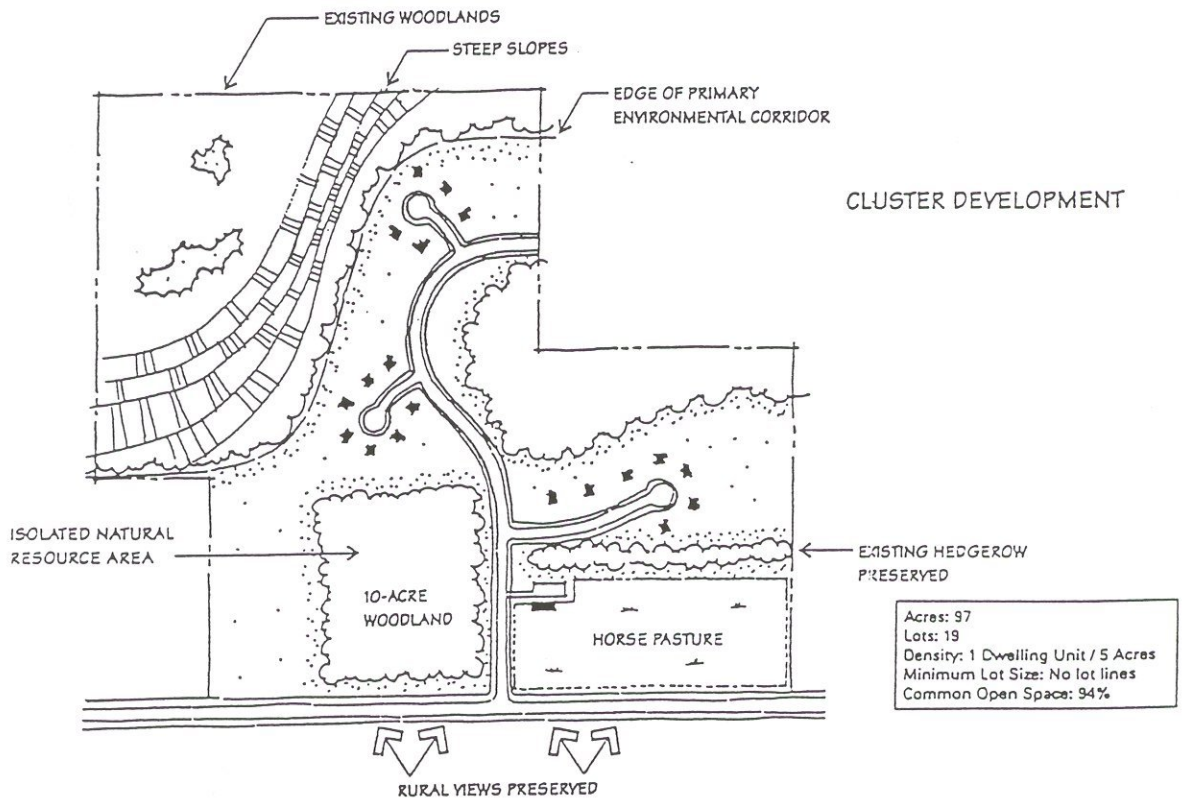 EXISTING WOODLANDS
STEEP SLOPES
EDGE OF PRIMARY
ENVIRONMENTAL CORRIDOR
CLUSTER DEVELOPMENT
ISOLATED NATURAL
RESOURCE AREA
10-ACRE
WOODLAND
HORSE PASTURE
EXISTING HEDGEROW
PRESERVED
Acres: 97
Lots: 19
Density: 1 Dwelling Unit / 5 Acres
Minimum Lot Size: No lot lines
Common Open Space: 94%
RURAL VIEWS PRESERVED